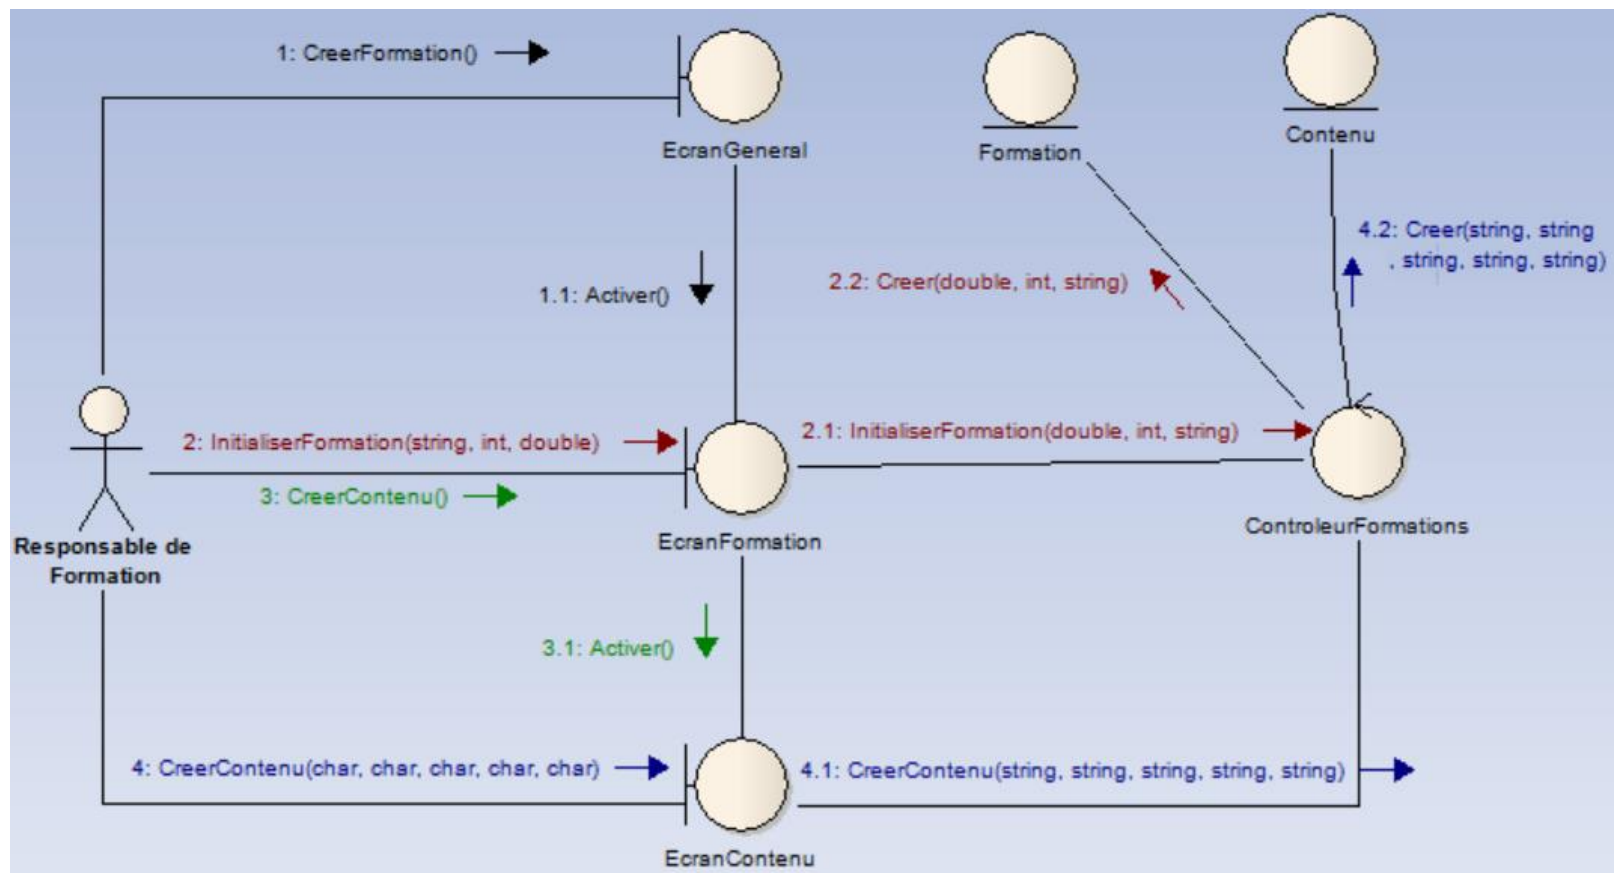 1: CreerFormation()
EcranGeneral
Formation
Contenu
4.2: Creer(string, string
, string, string, string)
2.2: Creer(double, int, string)
1.1: Activer()
2: InitialiserFormation(string, int, double)
2.1: InitialiserFormation(double, int, string)
3: CreerContenu()
EcranFormation
ControleurFormations
Responsable de
Formation
3.1: Activer()
4: CreerContenu(char, char, char, char, char)
4.1: CreerContenu(string, string, string, string, string)
EcranContenu